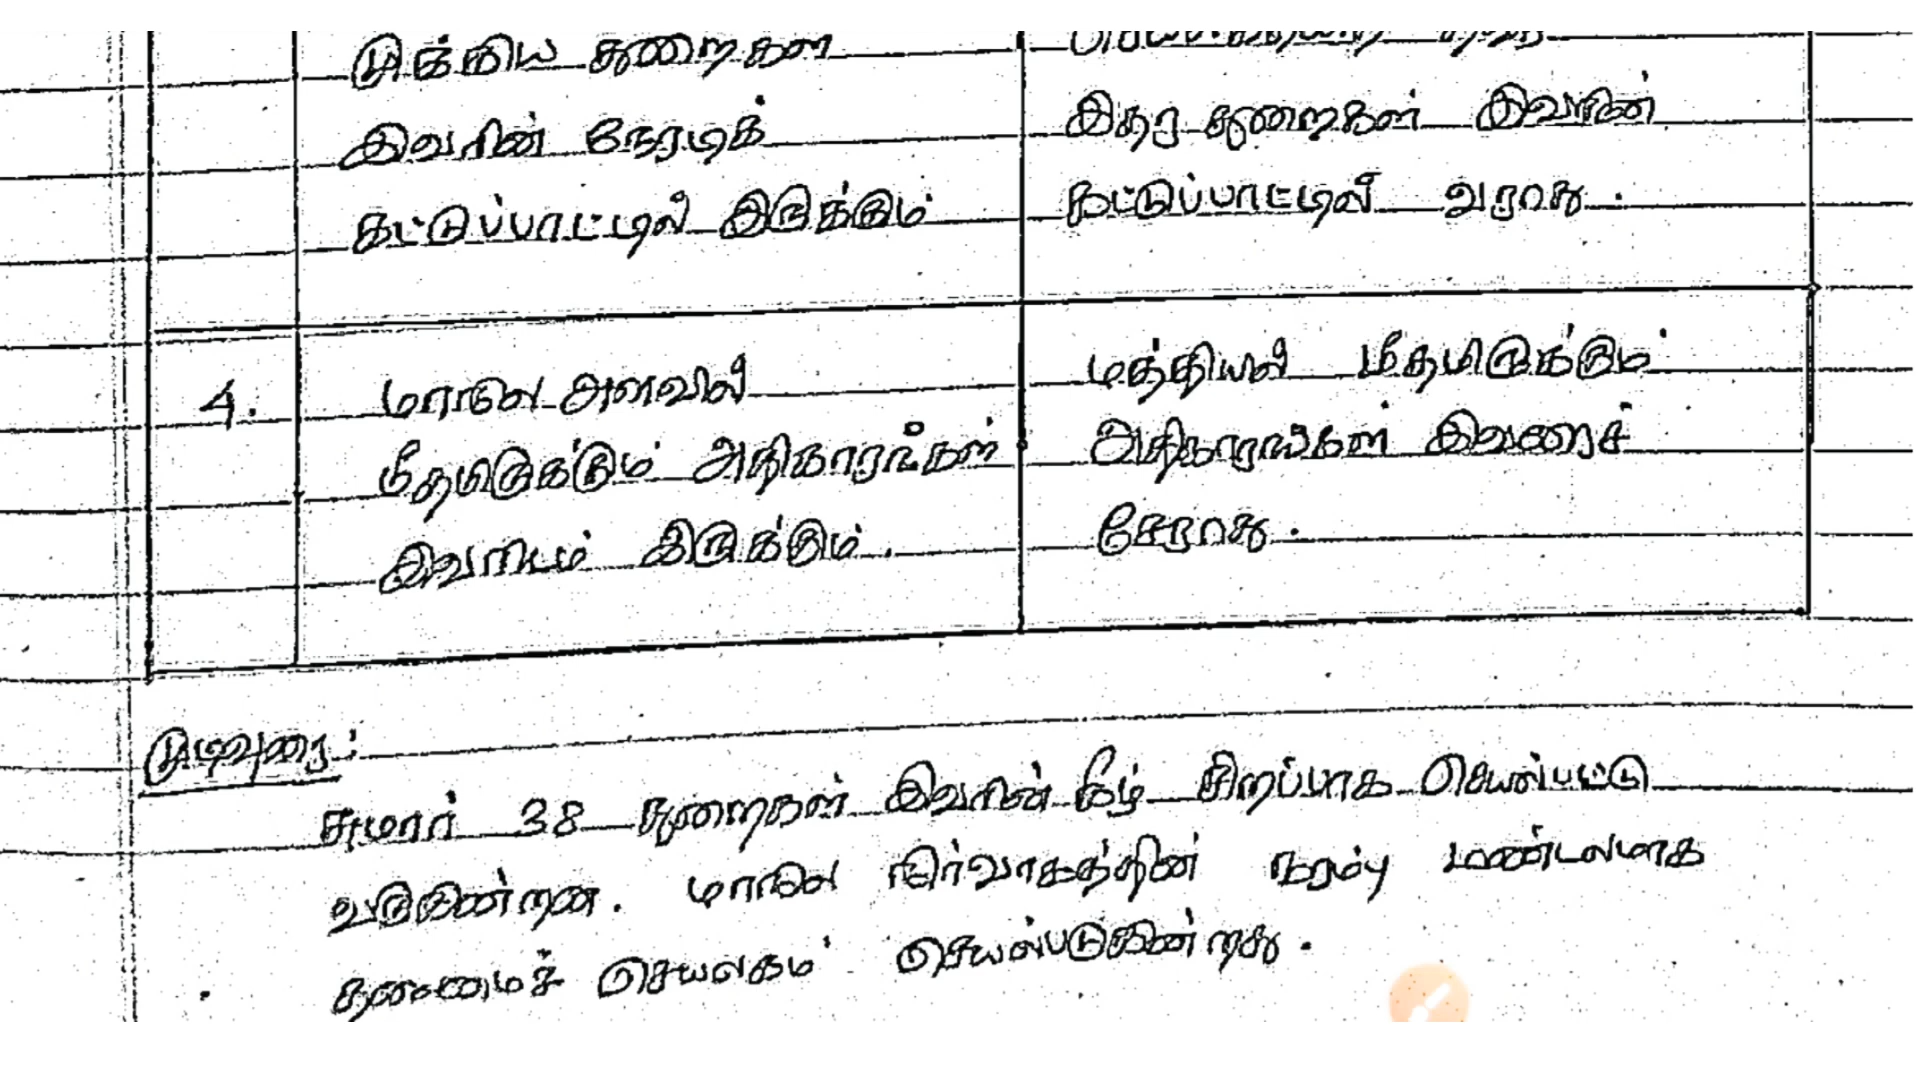 முக்கிய துறைகள்
இவரின் நேரடிக்
கட்டுப்பாட்டில் இருக்கும்
இதர துறைகள் இவரின்
கட்டுப்பாட்டில் வராது.
4.
மாநில அளவில்
மீதமிருக்கும் அதிகாரங்கள்
இவரிடம் இருக்கும்.
மத்தியில் மீதமிருக்கும்
அதிகாரங்கள் இவரைச்
சேராது.
முடிவுரை:
சுமார் 38 துறைகள் இவரின் கீழ் சிறப்பாக செயல்பட்டு
வருகின்றன. மாநில நிர்வாகத்தின் நரம்பு மண்டலமாக
தலைமைச் செயலகம் செயல்படுகின்றது.